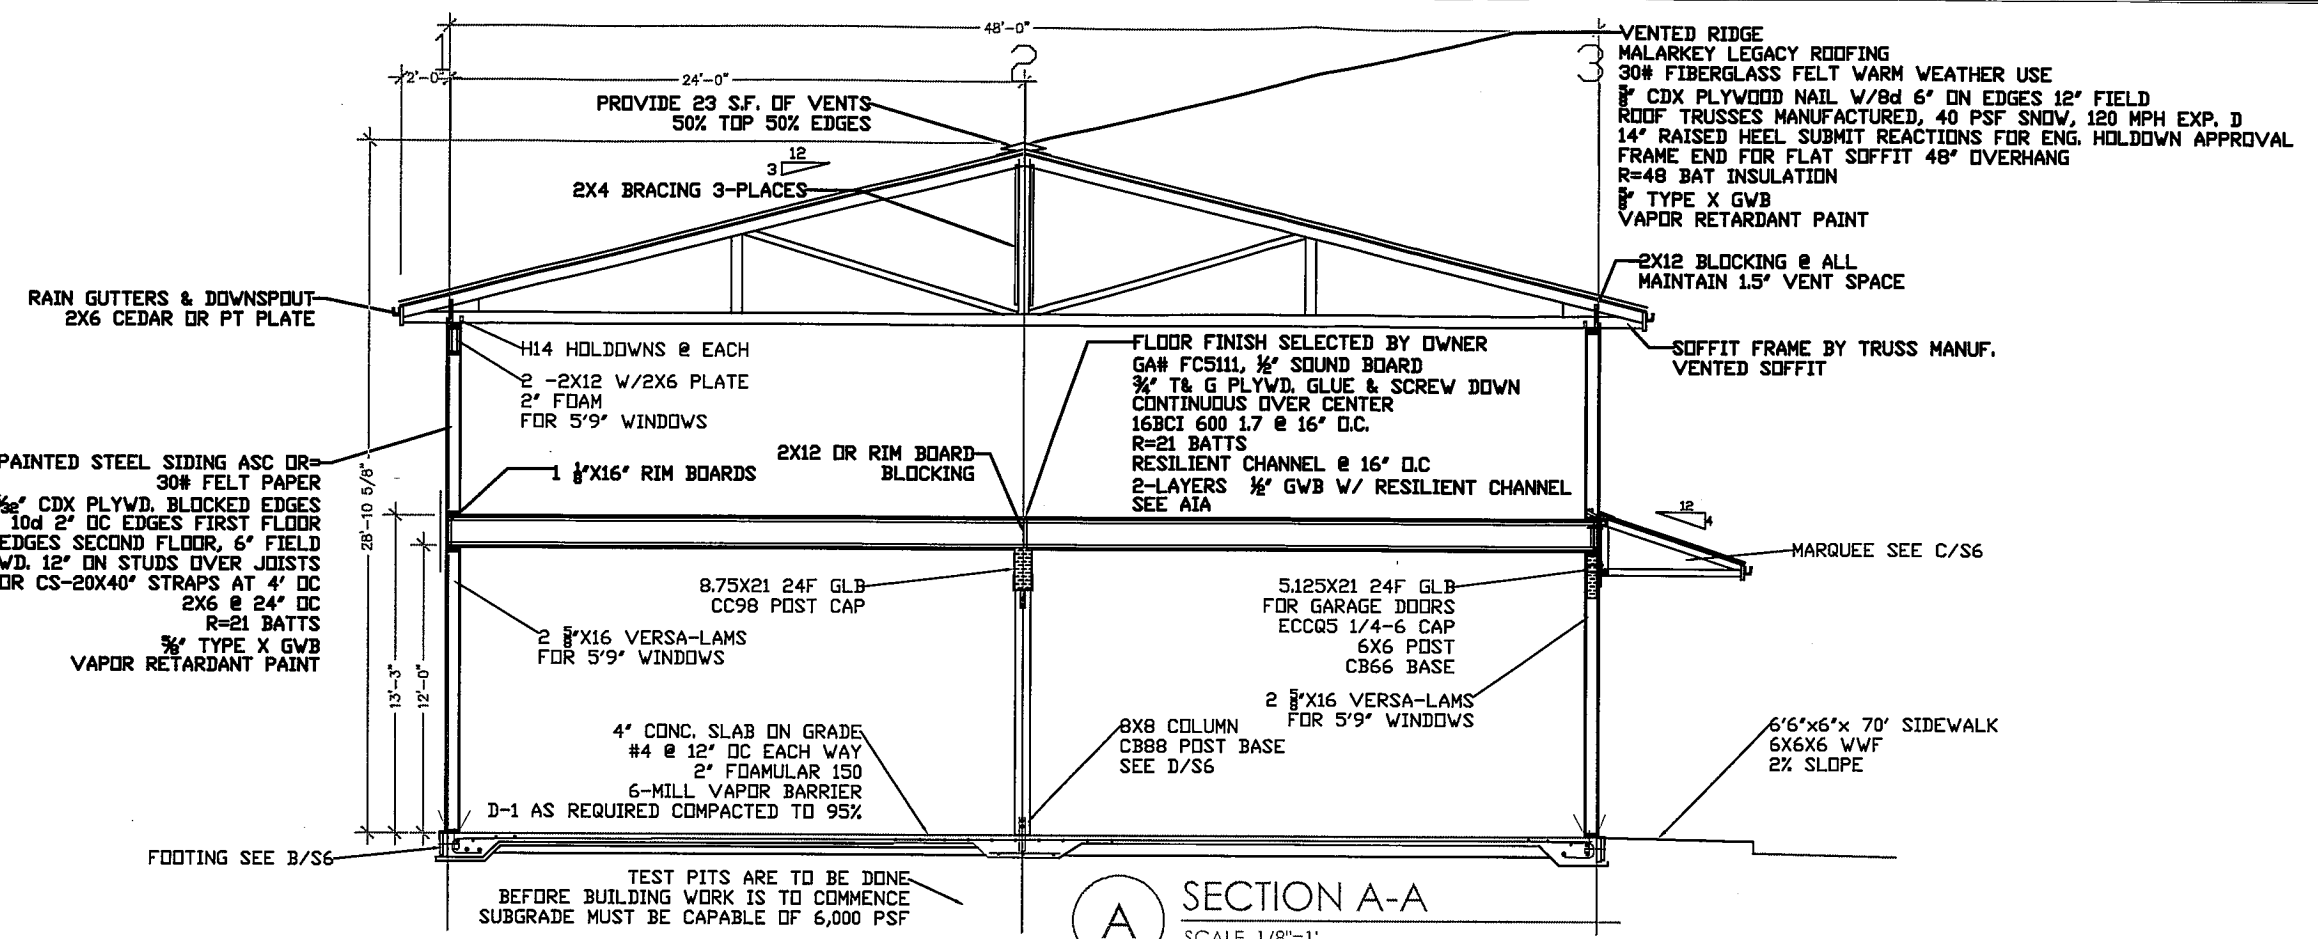 48'-0"
1
2
3
2'-0"
24'-0"
VENTED RIDGE
MALARKEY LEGACY ROOFING
30# FIBERGLASS FELT WARM WEATHER USE
5/8" CDX PLYWOOD NAIL W/8d 6" ON EDGES 12" FIELD
ROOF TRUSSES MANUFACTURED, 40 PSF SNOW, 120 MPH EXP. D
14" RAISED HEEL SUBMIT REACTIONS FOR ENG. HOLDOWN APPROVAL
FRAME END FOR FLAT SOFFIT 48" OVERHANG
R=48 BAT INSULATION
5/8" TYPE X GWB
VAPOR RETARDANT PAINT
PROVIDE 23 S.F. OF VENTS
50% TOP 50% EDGES
12
3
2X4 BRACING 3-PLACES
2X12 BLOCKING @ ALL
MAINTAIN 1.5" VENT SPACE
RAIN GUTTERS & DOWNSPOUT
2X6 CEDAR OR PT PLATE
H14 HOLDOWNS @ EACH
2 -2X12 W/2X6 PLATE
2" FOAM
FOR 5'9" WINDOWS
FLOOR FINISH SELECTED BY OWNER
GA# FC5111, 1/2" SOUND BOARD
3/4" T& G PLYWD. GLUE & SCREW DOWN
CONTINUOUS OVER CENTER
16BCI 600 1.7 @ 16" O.C.
R=21 BATTS
RESILIENT CHANNEL @ 16" O.C
2-LAYERS 1/2" GWB W/ RESILIENT CHANNEL
SEE AIA
SOFFIT FRAME BY TRUSS MANUF.
VENTED SOFFIT
PAINTED STEEL SIDING ASC OR=
30# FELT PAPER
CDX PLYWD. BLOCKED EDGES
10d 2" OC EDGES FIRST FLOOR
EDGES SECOND FLOOR, 6" FIELD
WD. 12" ON STUDS OVER JOISTS
OR CS-20X40" STRAPS AT 4' OC
2X6 @ 24" OC
R=21 BATTS
5/8" TYPE X GWB
VAPOR RETARDANT PAINT
28'-10 5/8"
13'-3"
12'-0"
1 1/8"X16" RIM BOARDS
2X12 OR RIM BOARD
BLOCKING
12
4
MARQUEE SEE C/S6
8.75X21 24F GLB
CC98 POST CAP
5.125X21 24F GLB
FOR GARAGE DOORS
ECCQ5 1/4-6 CAP
6X6 POST
CB66 BASE
2 5/8"X16 VERSA-LAMS
FOR 5'9" WINDOWS
2 5/8"X16 VERSA-LAMS
FOR 5'9" WINDOWS
4" CONC. SLAB ON GRADE
#4 @ 12" OC EACH WAY
2" FOAMULAR 150
6-MILL VAPOR BARRIER
D-1 AS REQUIRED COMPACTED TO 95%
8X8 COLUMN
CB88 POST BASE
SEE D/S6
6'6"x6"x 70' SIDEWALK
6X6X6 WWF
2% SLOPE
FOOTING SEE B/S6
TEST PITS ARE TO BE DONE
BEFORE BUILDING WORK IS TO COMMENCE
SUBGRADE MUST BE CAPABLE OF 6,000 PSF
A
SECTION A-A
SCALE 1/8"=1'